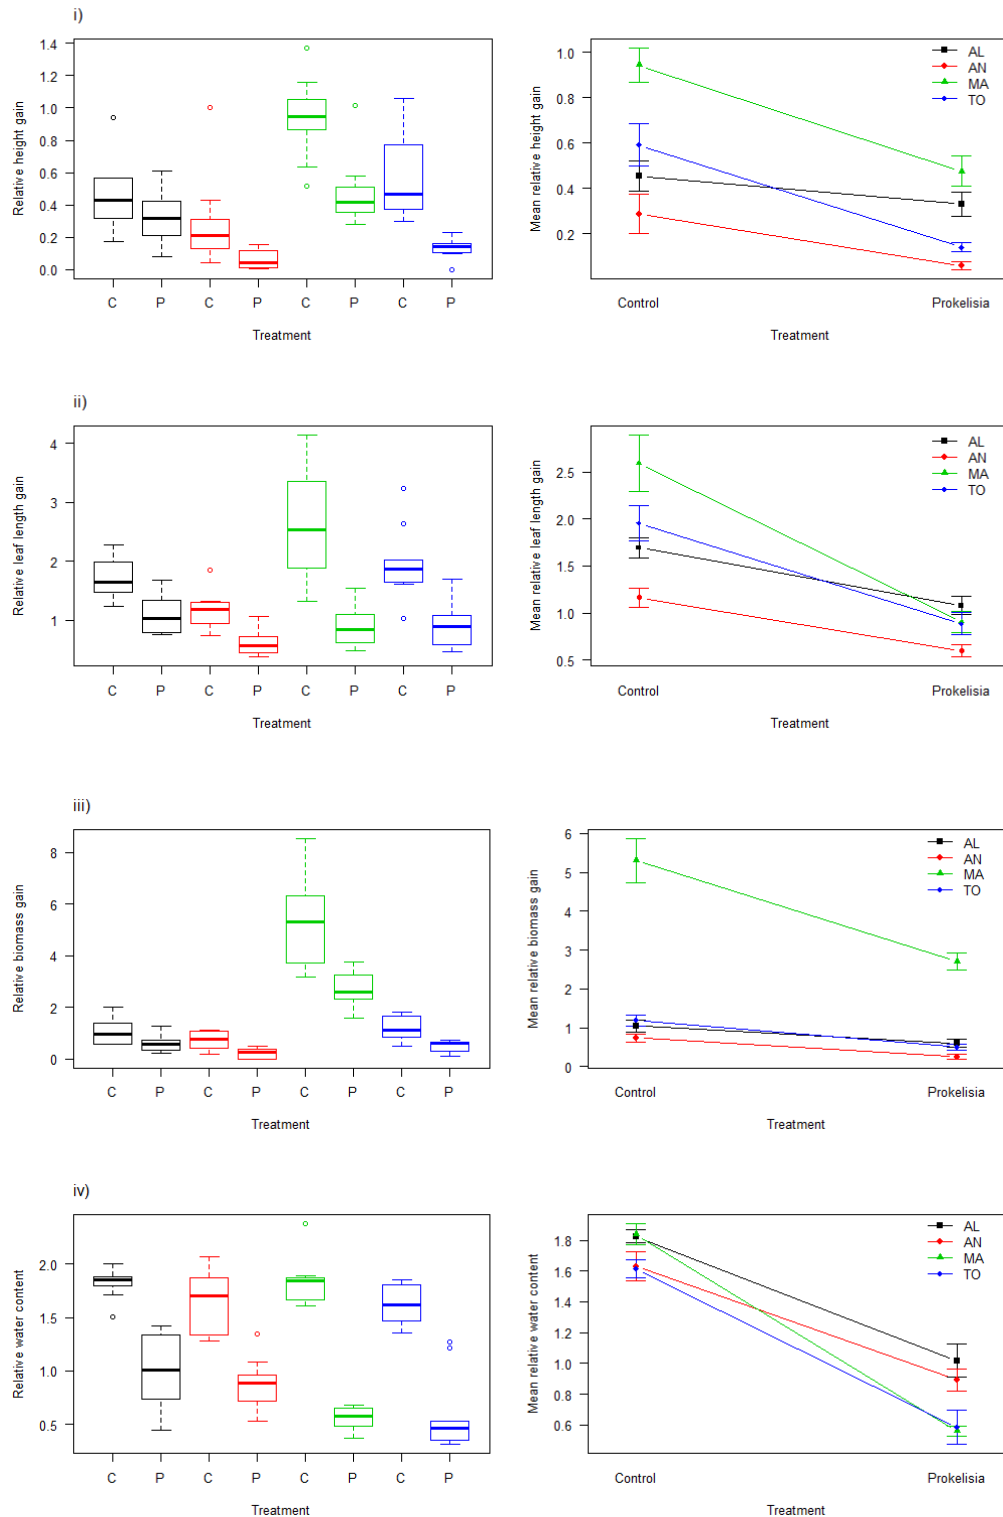 i)
Relative height gain
1.4
1.2
1.0
0.8
0.6
0.4
0.2
0.0
C P C P C P C P
Treatment
Mean relative height gain
1.0
0.8
0.6
0.4
0.2
AL
AN
MA
TO
Control Prokelisia
Treatment
ii)
Relative leaf length gain
4
3
2
1
C P C P C P C P
Treatment
Mean relative leaf length gain
2.5
2.0
1.5
1.0
0.5
AL
AN
MA
TO
Control Prokelisia
Treatment
iii)
Relative biomass gain
8
6
4
2
0
C P C P C P C P
Treatment
Mean relative biomass gain
6
5
4
3
2
1
0
AL
AN
MA
TO
Control Prokelisia
Treatment
iv)
Relative water content
2.0
1.5
1.0
0.5
C P C P C P C P
Treatment
Mean relative water content
1.8
1.6
1.4
1.2
1.0
0.8
0.6
AL
AN
MA
TO
Control Prokelisia
Treatment